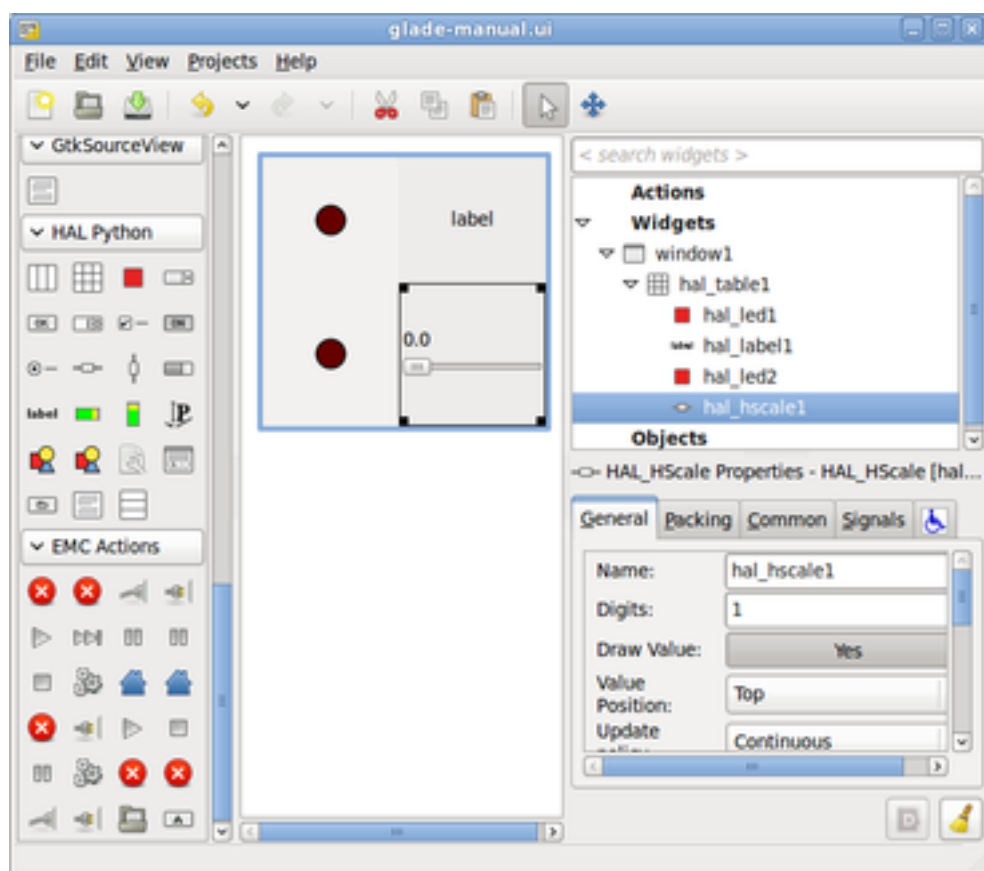 glade-manual.ui
File Edit View Projects Help
GtkSourceView
HAL Python
label
EMC Actions
label
0.0
< search widgets >
Actions
Widgets
window1
hal_table1
hal_led1
label hal_label1
hal_led2
hal_hscale1
Objects
HAL_HScale Properties - HAL_HScale [hal...
General Packing Common Signals
Name: hal_hscale1
Digits: 1
Draw Value: Yes
Value
Position: Top
Update
Continuous